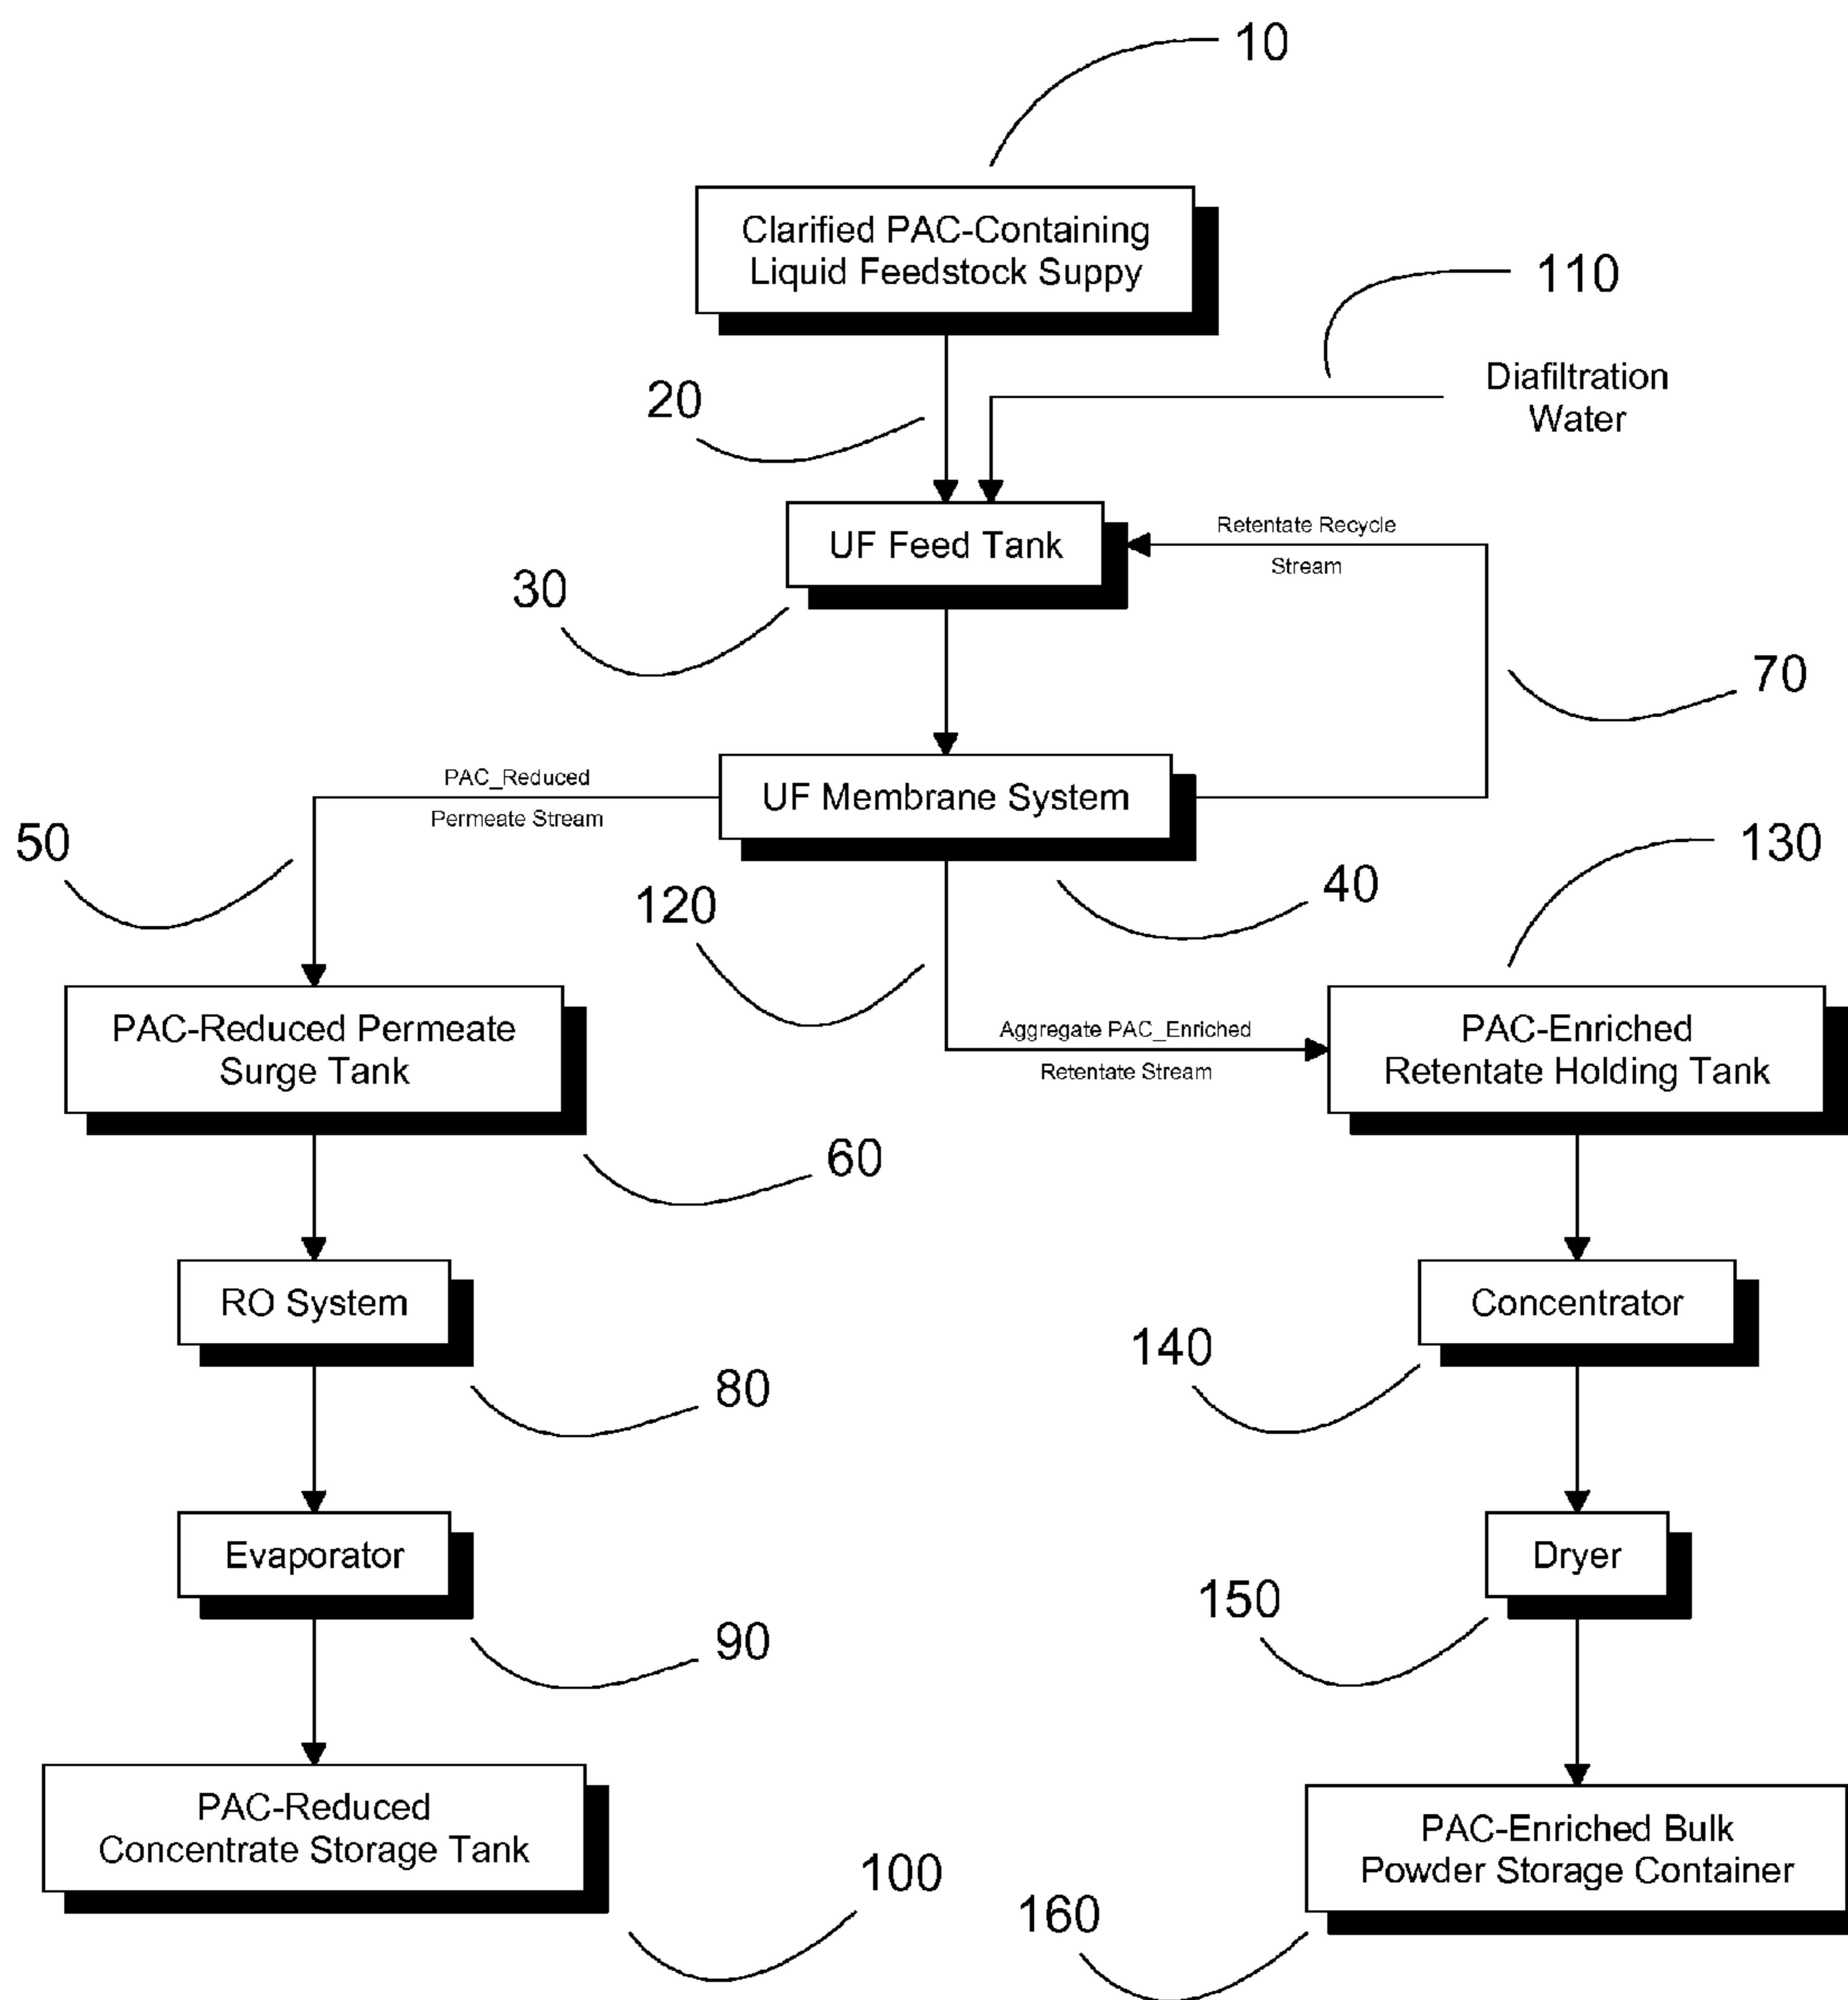 10
Clarified PAC-Containing
Liquid Feedstock Suppy
110
Diafiltration
Water
20
UF Feed Tank
Retentate Recycle
Stream
30
70
UF Membrane System
PAC_Reduced
Permeate Stream
50
130
40
120
PAC-Reduced Permeate
Surge Tank
Aggregate PAC_Enriched
Retentate Stream
PAC-Enriched
Retentate Holding Tank
60
RO System
Concentrator
140
80
Evaporator
Dryer
150
90
PAC-Reduced
Concentrate Storage Tank
PAC-Enriched Bulk
Powder Storage Container
100
160